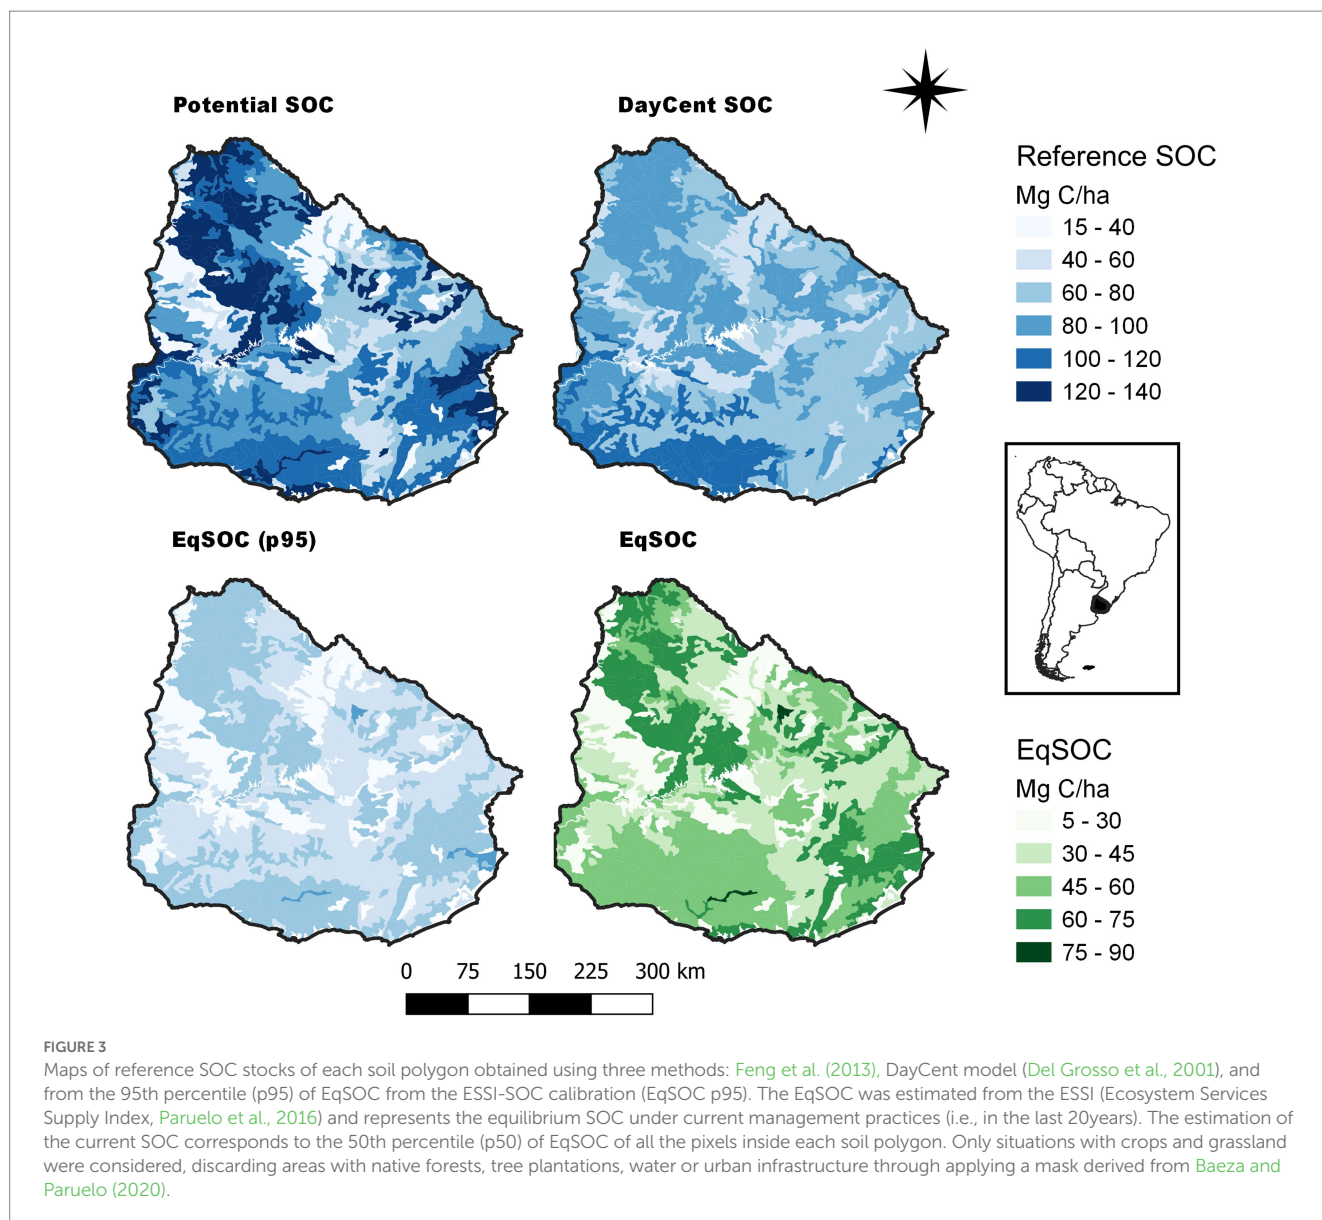 Potential SOC
DayCent SOC
Reference SOC
Mg C/ha
15 - 40
40 - 60
60 - 80
80 - 100
100 - 120
120 - 140
EqSOC (p95)
EqSOC
EqSOC
Mg C/ha
5 - 30
30 - 45
45 - 60
60 - 75
75 - 90
0 75 150 225 300 km
FIGURE 3
Maps of reference SOC stocks of each soil polygon obtained using three methods: Feng et al. (2013), DayCent model (Del Grosso et al., 2001), and
from the 95th percentile (p95) of EqSOC from the ESSI-SOC calibration (EqSOC p95). The EqSOC was estimated from the ESSI (Ecosystem Services
Supply Index, Paruelo et al., 2016) and represents the equilibrium SOC under current management practices (i.e., in the last 20years). The estimation of
the current SOC corresponds to the 50th percentile (p50) of EqSOC of all the pixels inside each soil polygon. Only situations with crops and grassland
were considered, discarding areas with native forests, tree plantations, water or urban infrastructure through applying a mask derived from Baeza and
Paruelo (2020).